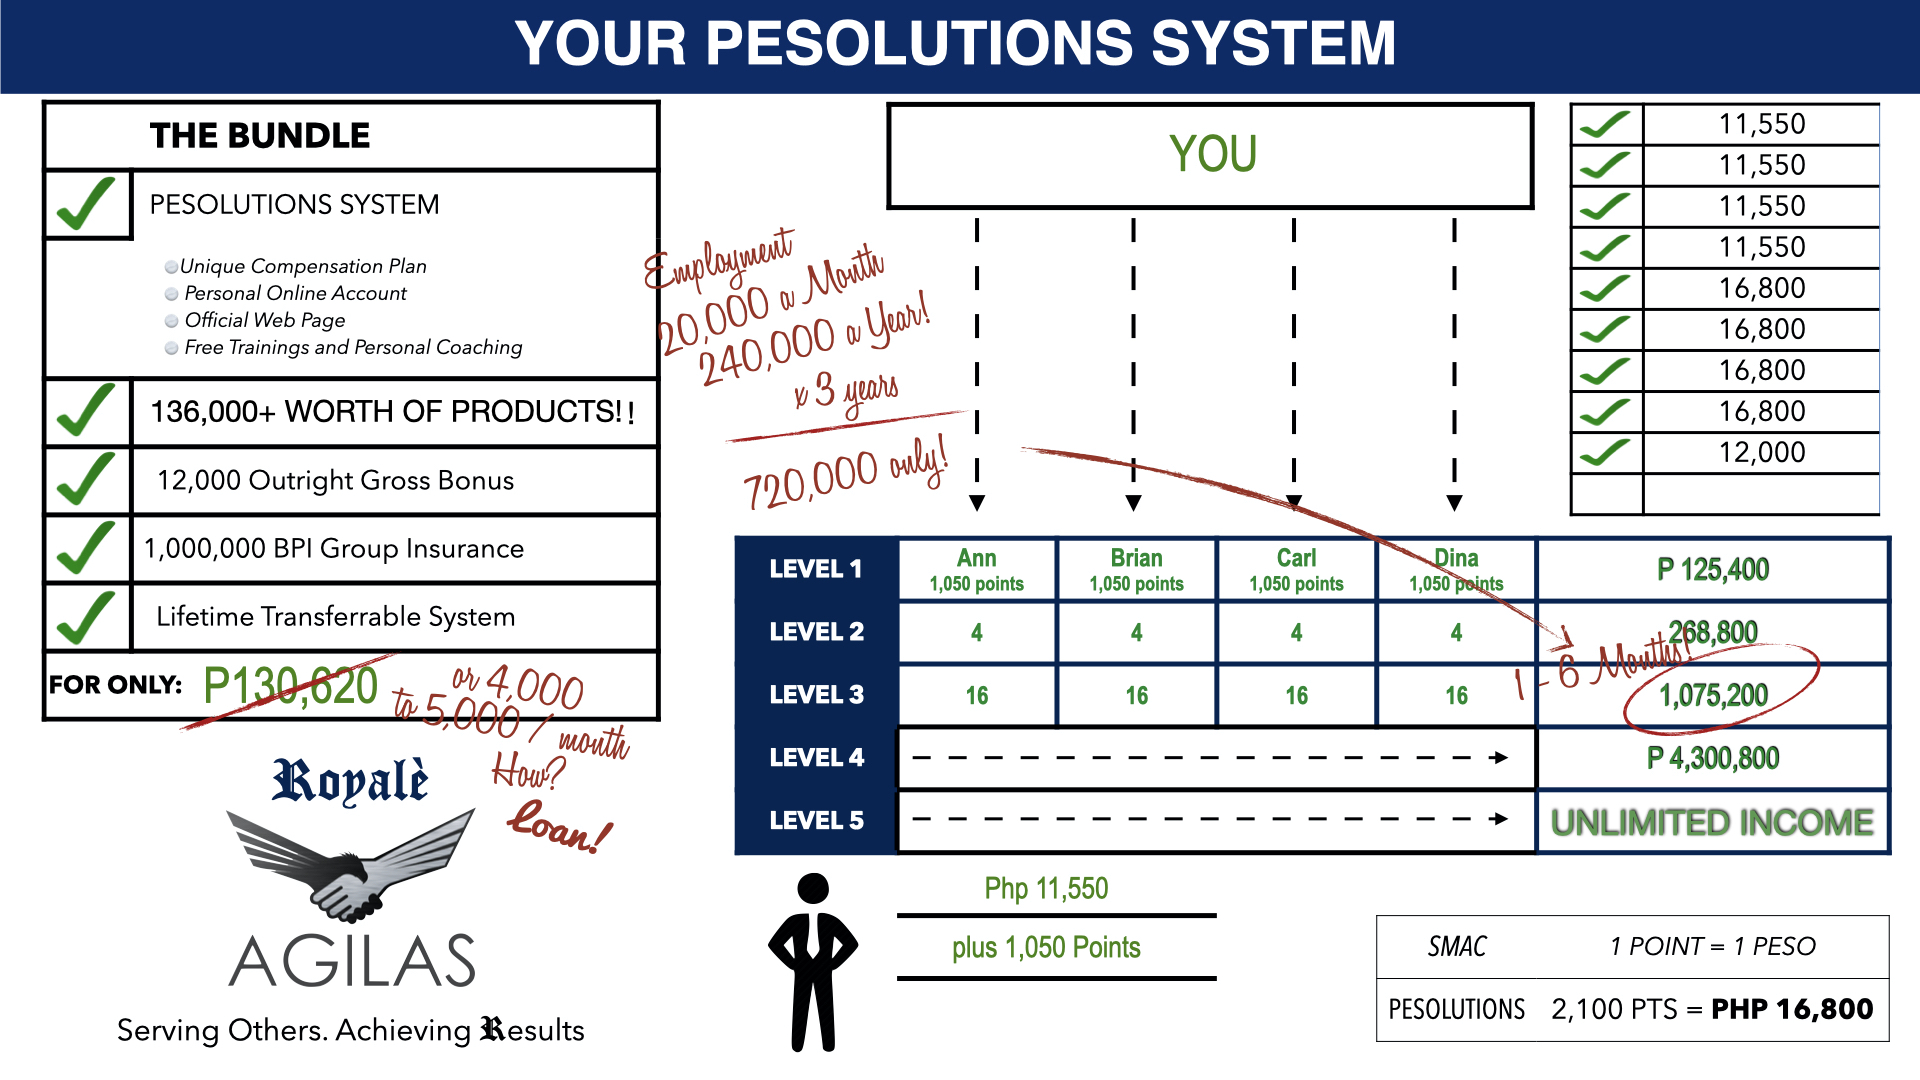 YOUR PESOLUTIONS SYSTEM
THE BUNDLE
PESOLUTIONS SYSTEM
Unique Compensation Plan
Personal Online Account
Official Web Page
Free Trainings and Personal Coaching
136,000+ WORTH OF PRODUCTS!!
12,000 Outright Gross Bonus
1,000,000 BPI Group Insurance
Lifetime Transferrable System
FOR ONLY: P130,620
or 4,000
to 5,000 / month
How?
Loan!
Royalè
AGILAS
Serving Others. Achieving Results
Employment
20,000 a Month
240,000 a Year!
x 3 years
720,000 only!
YOU
11,550
11,550
11,550
11,550
16,800
16,800
16,800
16,800
12,000
LEVEL 1 Ann Brian Carl Dina P 125,400
1,050 points 1,050 points 1,050 points 1,050 points
LEVEL 2 4 4 4 4 268,800
1 - 6 Months!
LEVEL 3 16 16 16 16 1,075,200
LEVEL 4 P 4,300,800
LEVEL 5 UNLIMITED INCOME
Php 11,550
plus 1,050 Points
SMAC 1 POINT = 1 PESO
PESOLUTIONS 2,100 PTS = PHP 16,800